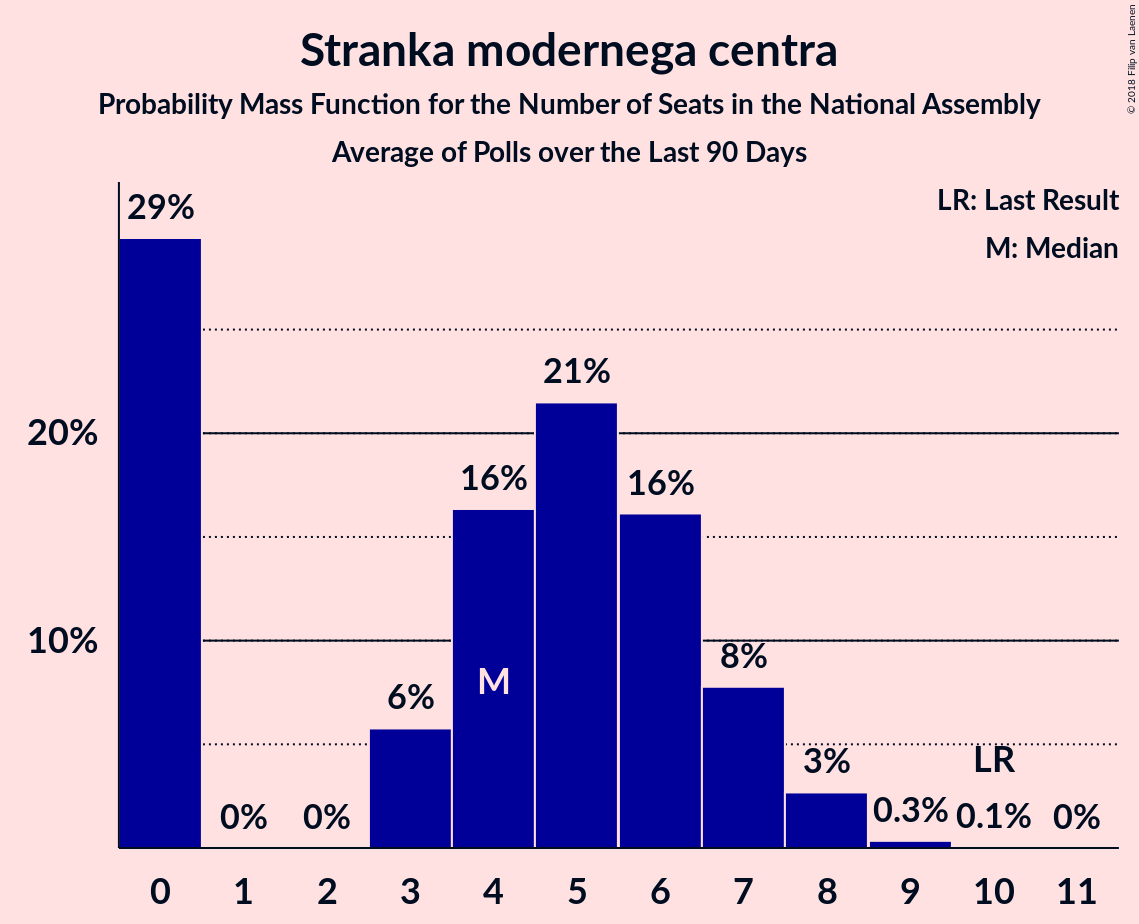 Stranka modernega centra
Probability Mass Function for the Number of Seats in the National Assembly
Average of Polls over the Last 90 Days
© 2018 Filip van Laenen
LR: Last Result
M: Median
29%
21%
20%
16%
16%
10%
8%
M
6%
3%
LR
0%
0%
0.3%
0.1%
0%
0 1 2 3 4 5 6 7 8 9 10 11